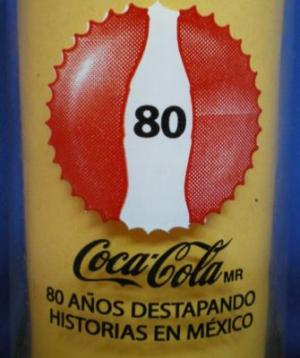 80
Coca-Cola MR
80 AÑOS DESTAPANDO
HISTORIAS EN MÉXICO